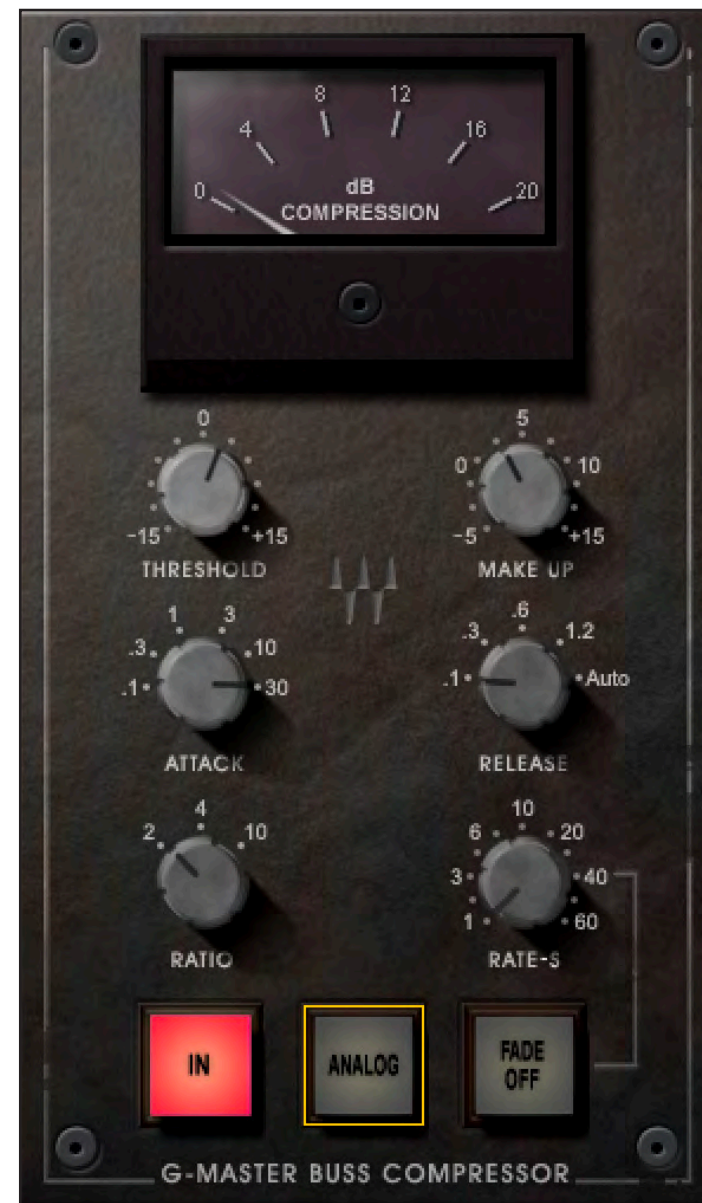 8 12
4 16
0 20
dB
COMPRESSION
0
-15 +15
THRESHOLD
5
0 10
-5 +15
MAKE UP
1 3
.3 10
.1 30
ATTACK
.6
.3 1.2
.1 Auto
RELEASE
4
2 10
RATIO
10
6 20
3 40
1 60
RATE-S
IN
ANALOG
FADE
OFF
G-MASTER BUSS COMPRESSOR